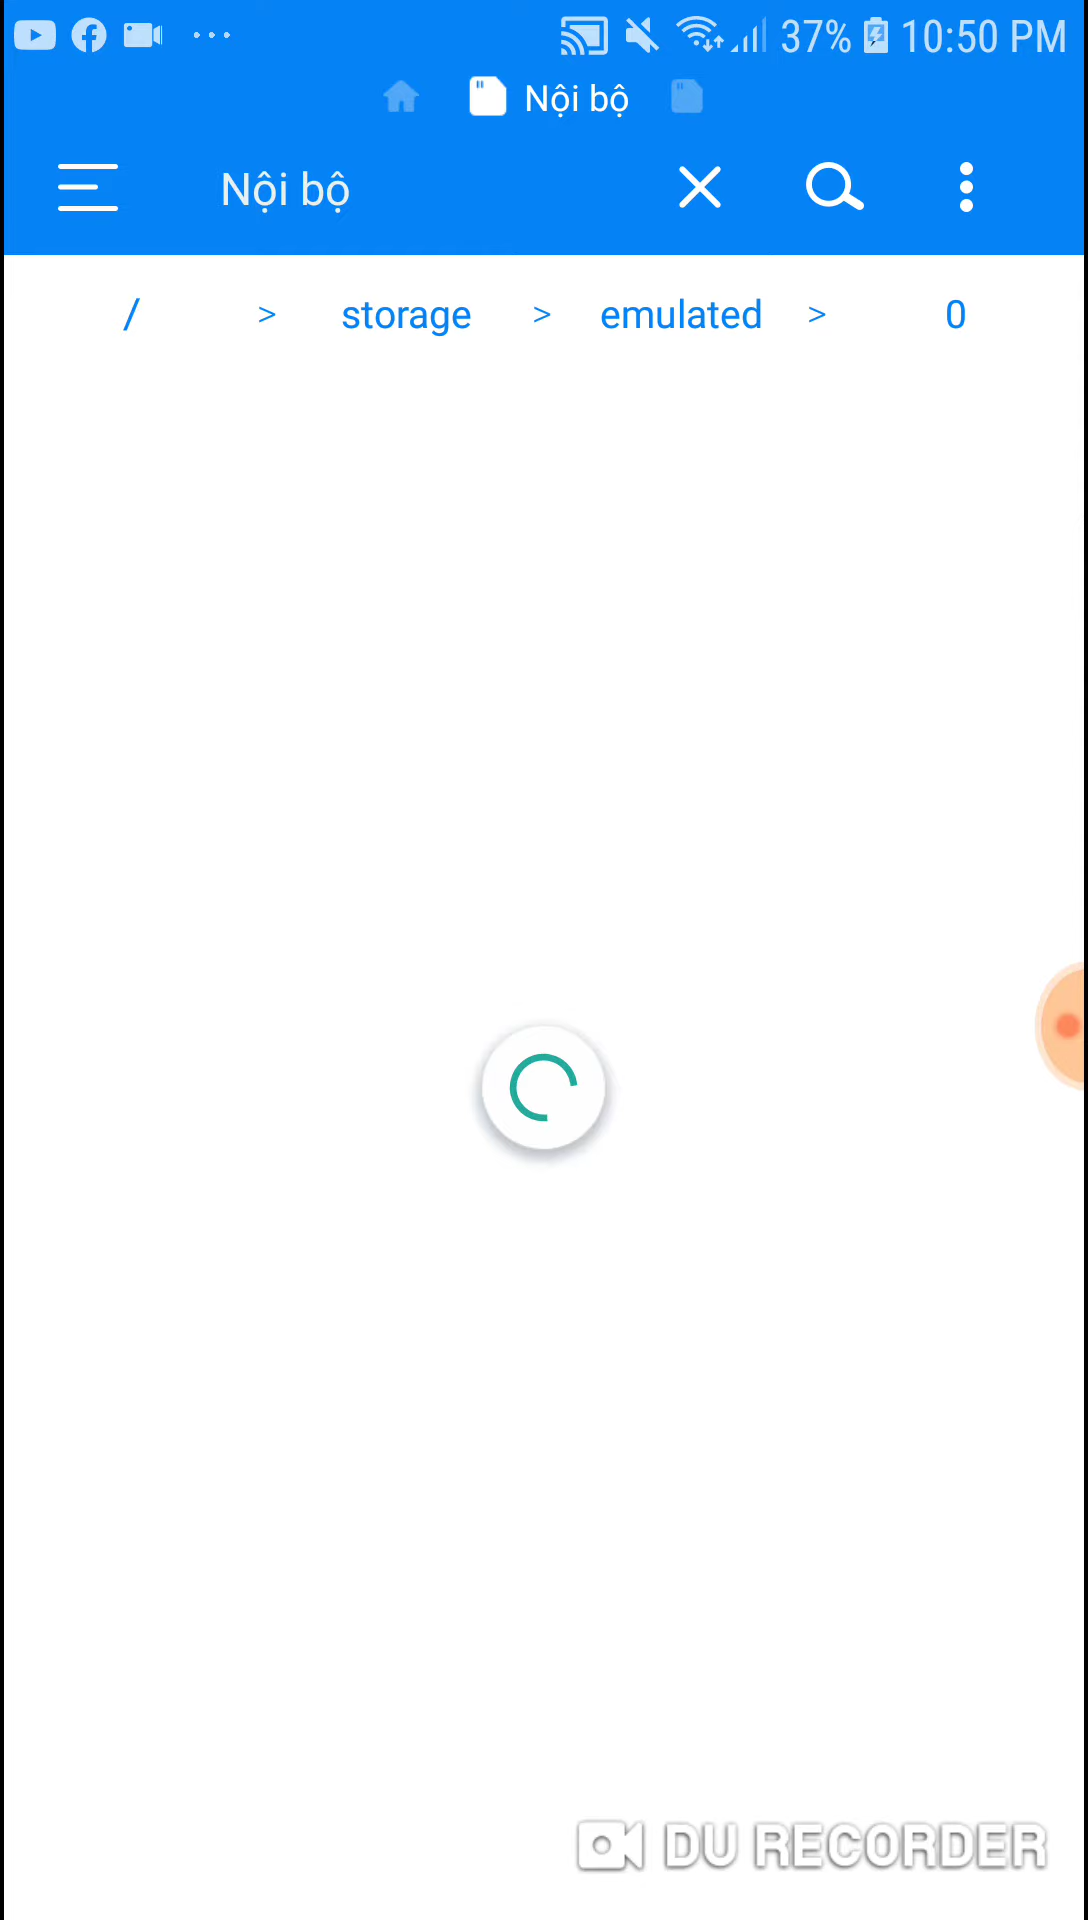 37% 10:50 PM
Nội bộ
Nội bộ
/ > storage > emulated > 0
DU RECORDER